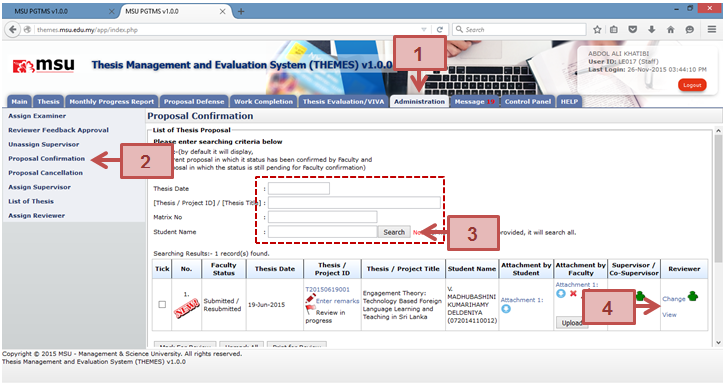 MSU PGTMS v1.0.0
MSU PGTMS v1.0.0
themes.msu.edu.my/app/index.php
Search
msu
Thesis Management and Evaluation System (THEMES) v1.0.0
ABDOL ALI KHATIBI
User ID: LE017 (Staff)
Last Login: 26-Nov-2015 03:44:10 PM
Logout
1
Main Thesis Monthly Progress Report Proposal Defense Work Completion Thesis Evaluation/VIVA Administration Message Control Panel HELP
Assign Examiner
Reviewer Feedback Approval
Unassign Supervisor
Proposal Confirmation
Proposal Cancellation
Assign Supervisor
List of Thesis
Assign Reviewer
2
Proposal Confirmation
List of Thesis Proposal
Please enter searching criteria below
(by default it will display,
rent proposal in which it status has been confirmed by Faculty and
posal in which the status is still pending for Faculty confirmation)
Thesis Date :
[Thesis / Project ID] / [Thesis Title] :
Matrix No :
Student Name : Search
3
provided, it will search all.
Searching Results:- 1 record(s) found.
Tick No. Faculty Status Thesis Date Thesis / Project ID Thesis / Project Title Student Name Attachment by Student Attachment by Faculty Supervisor / Co-Supervisor Reviewer
1. NEW Submitted / Resubmitted 19-Jun-2015 T20150619001 Enter remarks Review in progress Engagement Theory: Technology Based Foreign Language Learning and Teaching in Sri Lanka V. MADHUBASHINI KUMARIHAMY DELDENIYA (072014110012) Attachment 1: Attachment 1: Upload Change View
4
Mark For Review Unmark All Print for Review
Copyright © 2015 MSU - Management & Science University. All rights reserved.
Thesis Management and Evaluation System (THEMES) v1.0.0